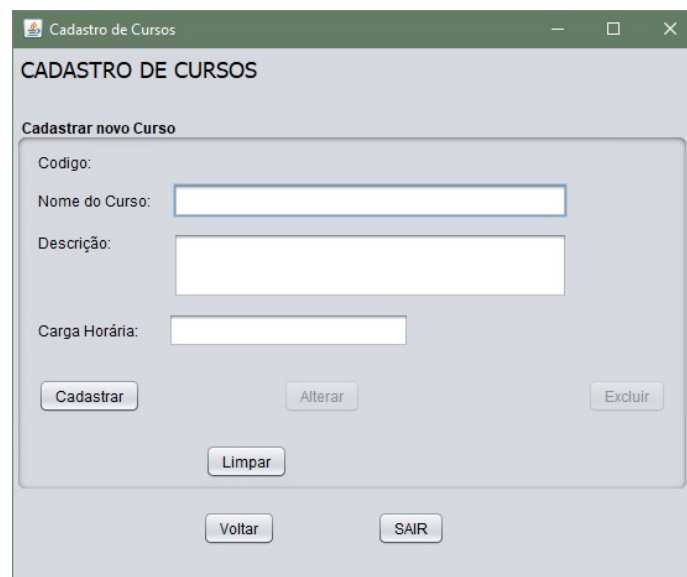 Cadastro de Cursos
CADASTRO DE CURSOS
Cadastrar novo Curso
Codigo:
Nome do Curso:
Descrição:
Carga Horária:
Cadastrar Alterar Excluir
Limpar
Voltar SAIR